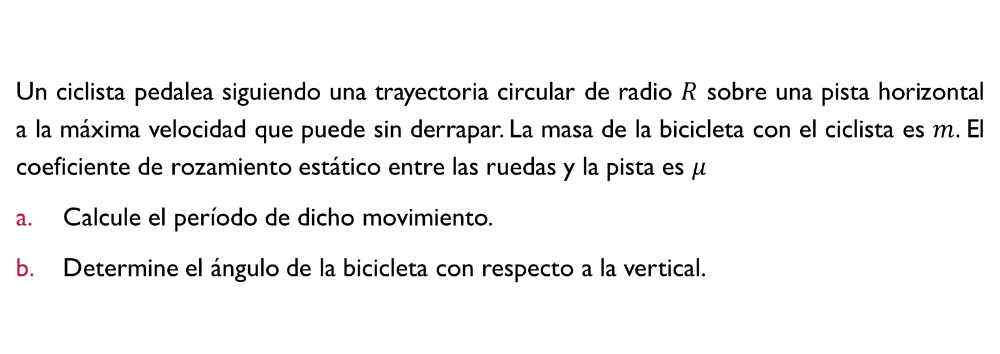 Un ciclista pedalea siguiendo una trayectoria circular de radio R sobre una pista horizontal
a la máxima velocidad que puede sin derrapar. La masa de la bicicleta con el ciclista es m. El
coeficiente de rozamiento estático entre las ruedas y la pista es μ
a. Calcule el período de dicho movimiento.
b. Determine el ángulo de la bicicleta con respecto a la vertical.